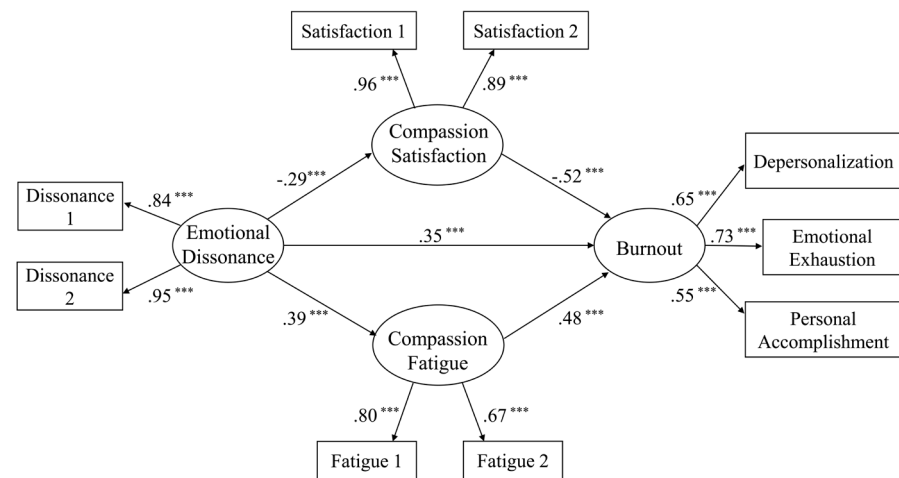 Satisfaction 1
Satisfaction 2
.96 ***
.89 ***
Compassion
Satisfaction
Depersonalization
-.29***
-.52 ***
.65 ***
Dissonance
1
.84 ***
Emotional
Dissonance
.35 ***
Burnout
.73 ***
Emotional
Exhaustion
Dissonance
2
.95 ***
.39 ***
.48 ***
.55 ***
Personal
Accomplishment
Compassion
Fatigue
.80 ***
.67 ***
Fatigue 1
Fatigue 2